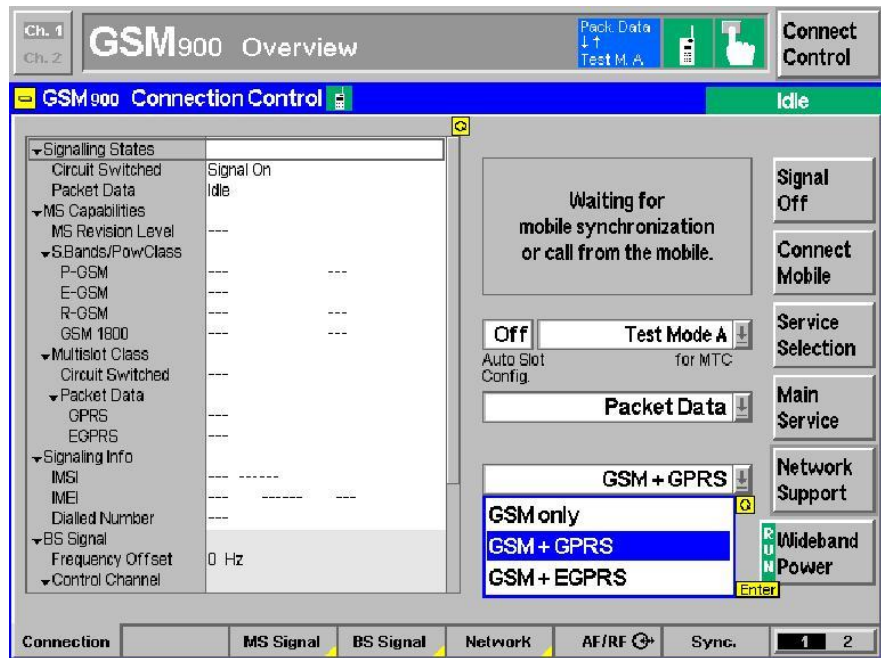 Ch. 1
Ch. 2
GSM900 Overview
Pack. Data
↓↑
Test M. A.
Connect
Control
GSM900 Connection Control
Idle
Signalling States
Circuit Switched Signal On
Packet Data Idle
MS Capabilities
MS Revision Level ---
S.Bands/PowClass
P-GSM --- ---
E-GSM
R-GSM --- ---
GSM 1800 --- ---
Multislot Class
Circuit Switched ---
Packet Data
GPRS ---
EGPRS ---
Signaling Info
IMSI --- ------
IMEI --- ------ ---
Dialled Number ---
BS Signal
Frequency Offset 0 Hz
Control Channel
Waiting for
mobile synchronization
or call from the mobile.
Off
Test Mode A
Auto Slot
Config.
for MTC
Packet Data
GSM + GPRS
GSM only
GSM + GPRS
GSM + EGPRS
Enter
Signal
Off
Connect
Mobile
Service
Selection
Main
Service
Network
Support
RUN
Wideband
Power
Connection
MS Signal
BS Signal
Network
AF/RF
Sync.
1 2